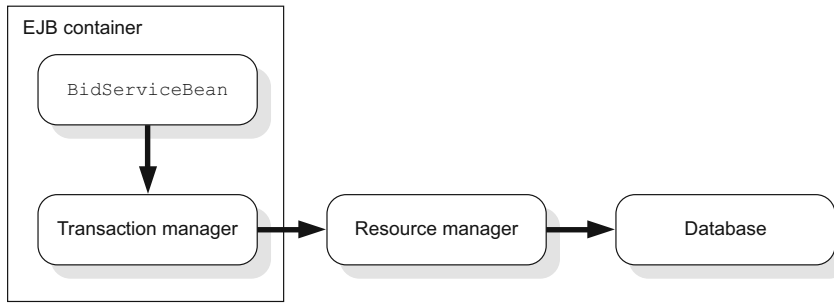 EJB container
BidServiceBean
Transaction manager
Resource manager
Database